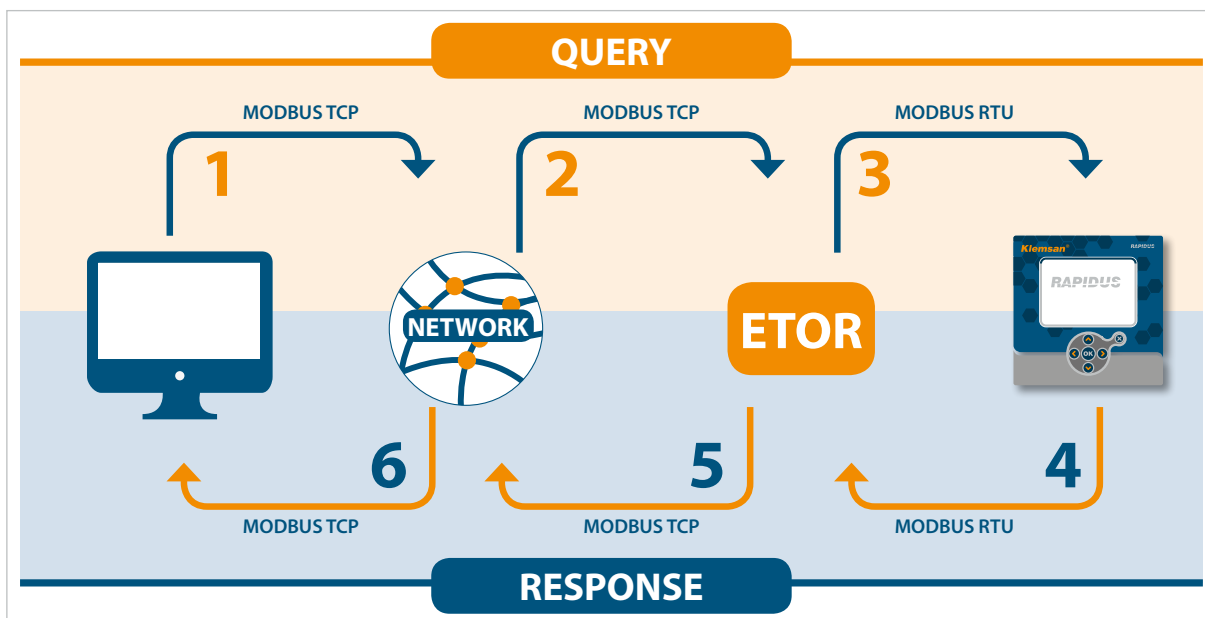 QUERY
MODBUS TCP
MODBUS TCP
MODBUS RTU
1
2
3
Klemsan®
RAPIDUS
RAPIDUS
NETWORK
ETOR
OK
6
5
4
MODBUS TCP
MODBUS TCP
MODBUS RTU
RESPONSE